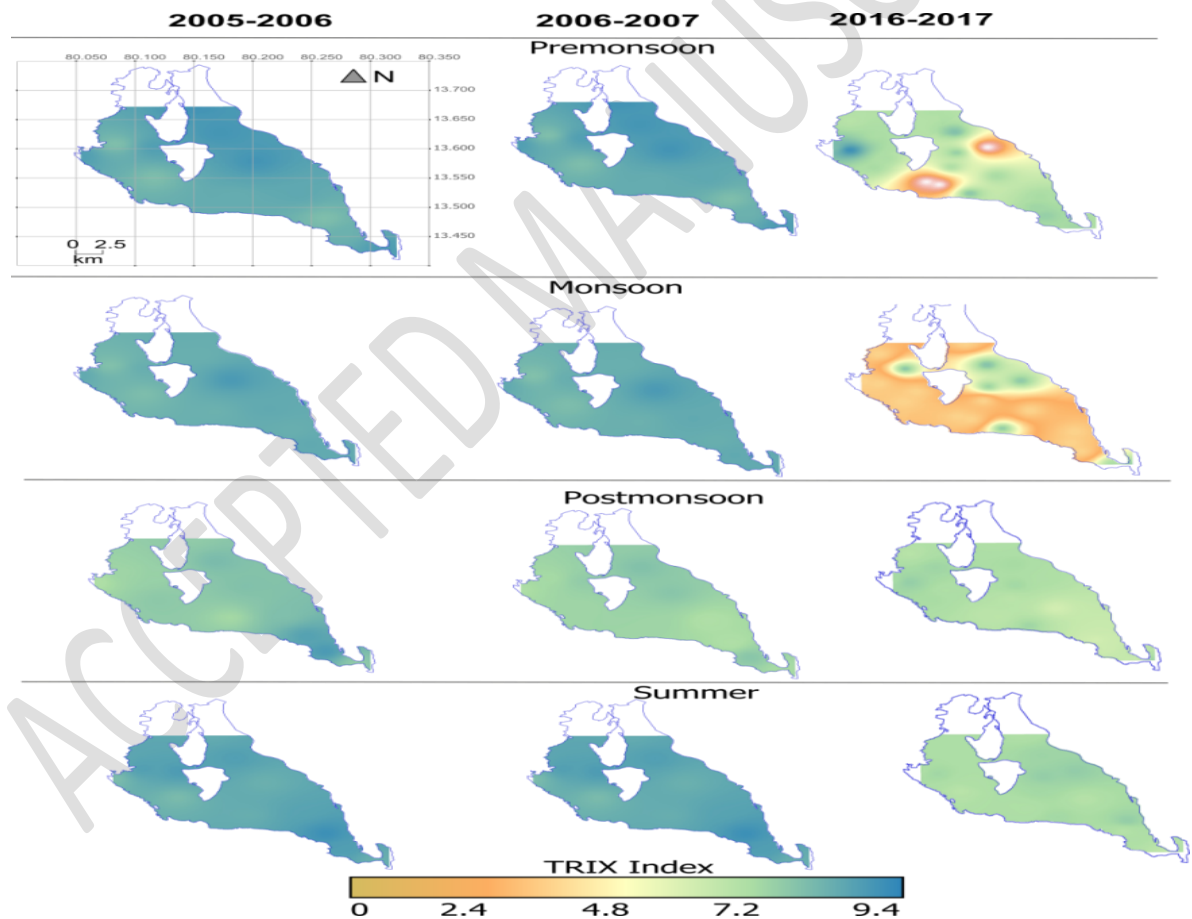 2005-2006 2006-2007 2016-2017
Premonsoon
80.050 80.100 80.150 80.200 80.250 80.300 80.350
N
13.700
13.650
13.600
13.550
13.500
13.450
0 2.5
km
Monsoon
Postmonsoon
Summer
TRIX Index
0 2.4 4.8 7.2 9.4
ACCEPTED MANUSC